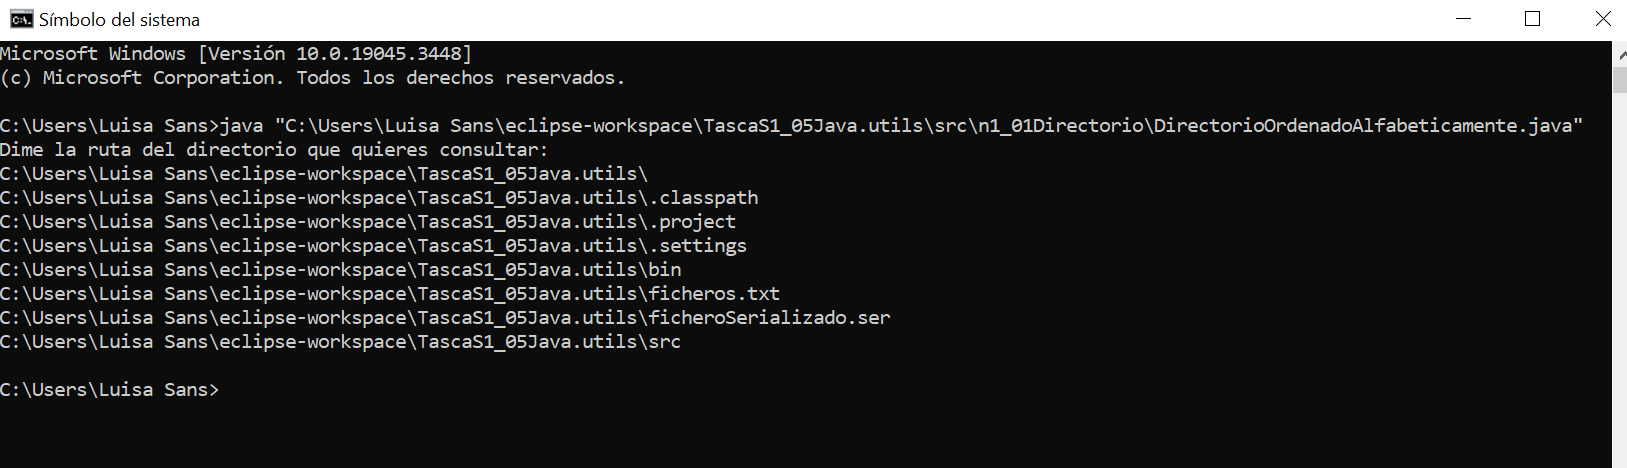 Símbolo del sistema
Microsoft Windows [Versión 10.0.19045.3448]
(c) Microsoft Corporation. Todos los derechos reservados.
C:\Users\Luisa Sans>java "C:\Users\Luisa Sans\eclipse-workspace\TascaS1_05Java.utils\src\n1_01Directorio\DirectorioOrdenadoAlfabeticamente.java"
Dime la ruta del directorio que quieres consultar:
C:\Users\Luisa Sans\eclipse-workspace\TascaS1_05Java.utils\
C:\Users\Luisa Sans\eclipse-workspace\TascaS1_05Java.utils\.classpath
C:\Users\Luisa Sans\eclipse-workspace\TascaS1_05Java.utils\.project
C:\Users\Luisa Sans\eclipse-workspace\TascaS1_05Java.utils\.settings
C:\Users\Luisa Sans\eclipse-workspace\TascaS1_05Java.utils\bin
C:\Users\Luisa Sans\eclipse-workspace\TascaS1_05Java.utils\ficheros.txt
C:\Users\Luisa Sans\eclipse-workspace\TascaS1_05Java.utils\ficheroSerializado.ser
C:\Users\Luisa Sans\eclipse-workspace\TascaS1_05Java.utils\src
C:\Users\Luisa Sans>